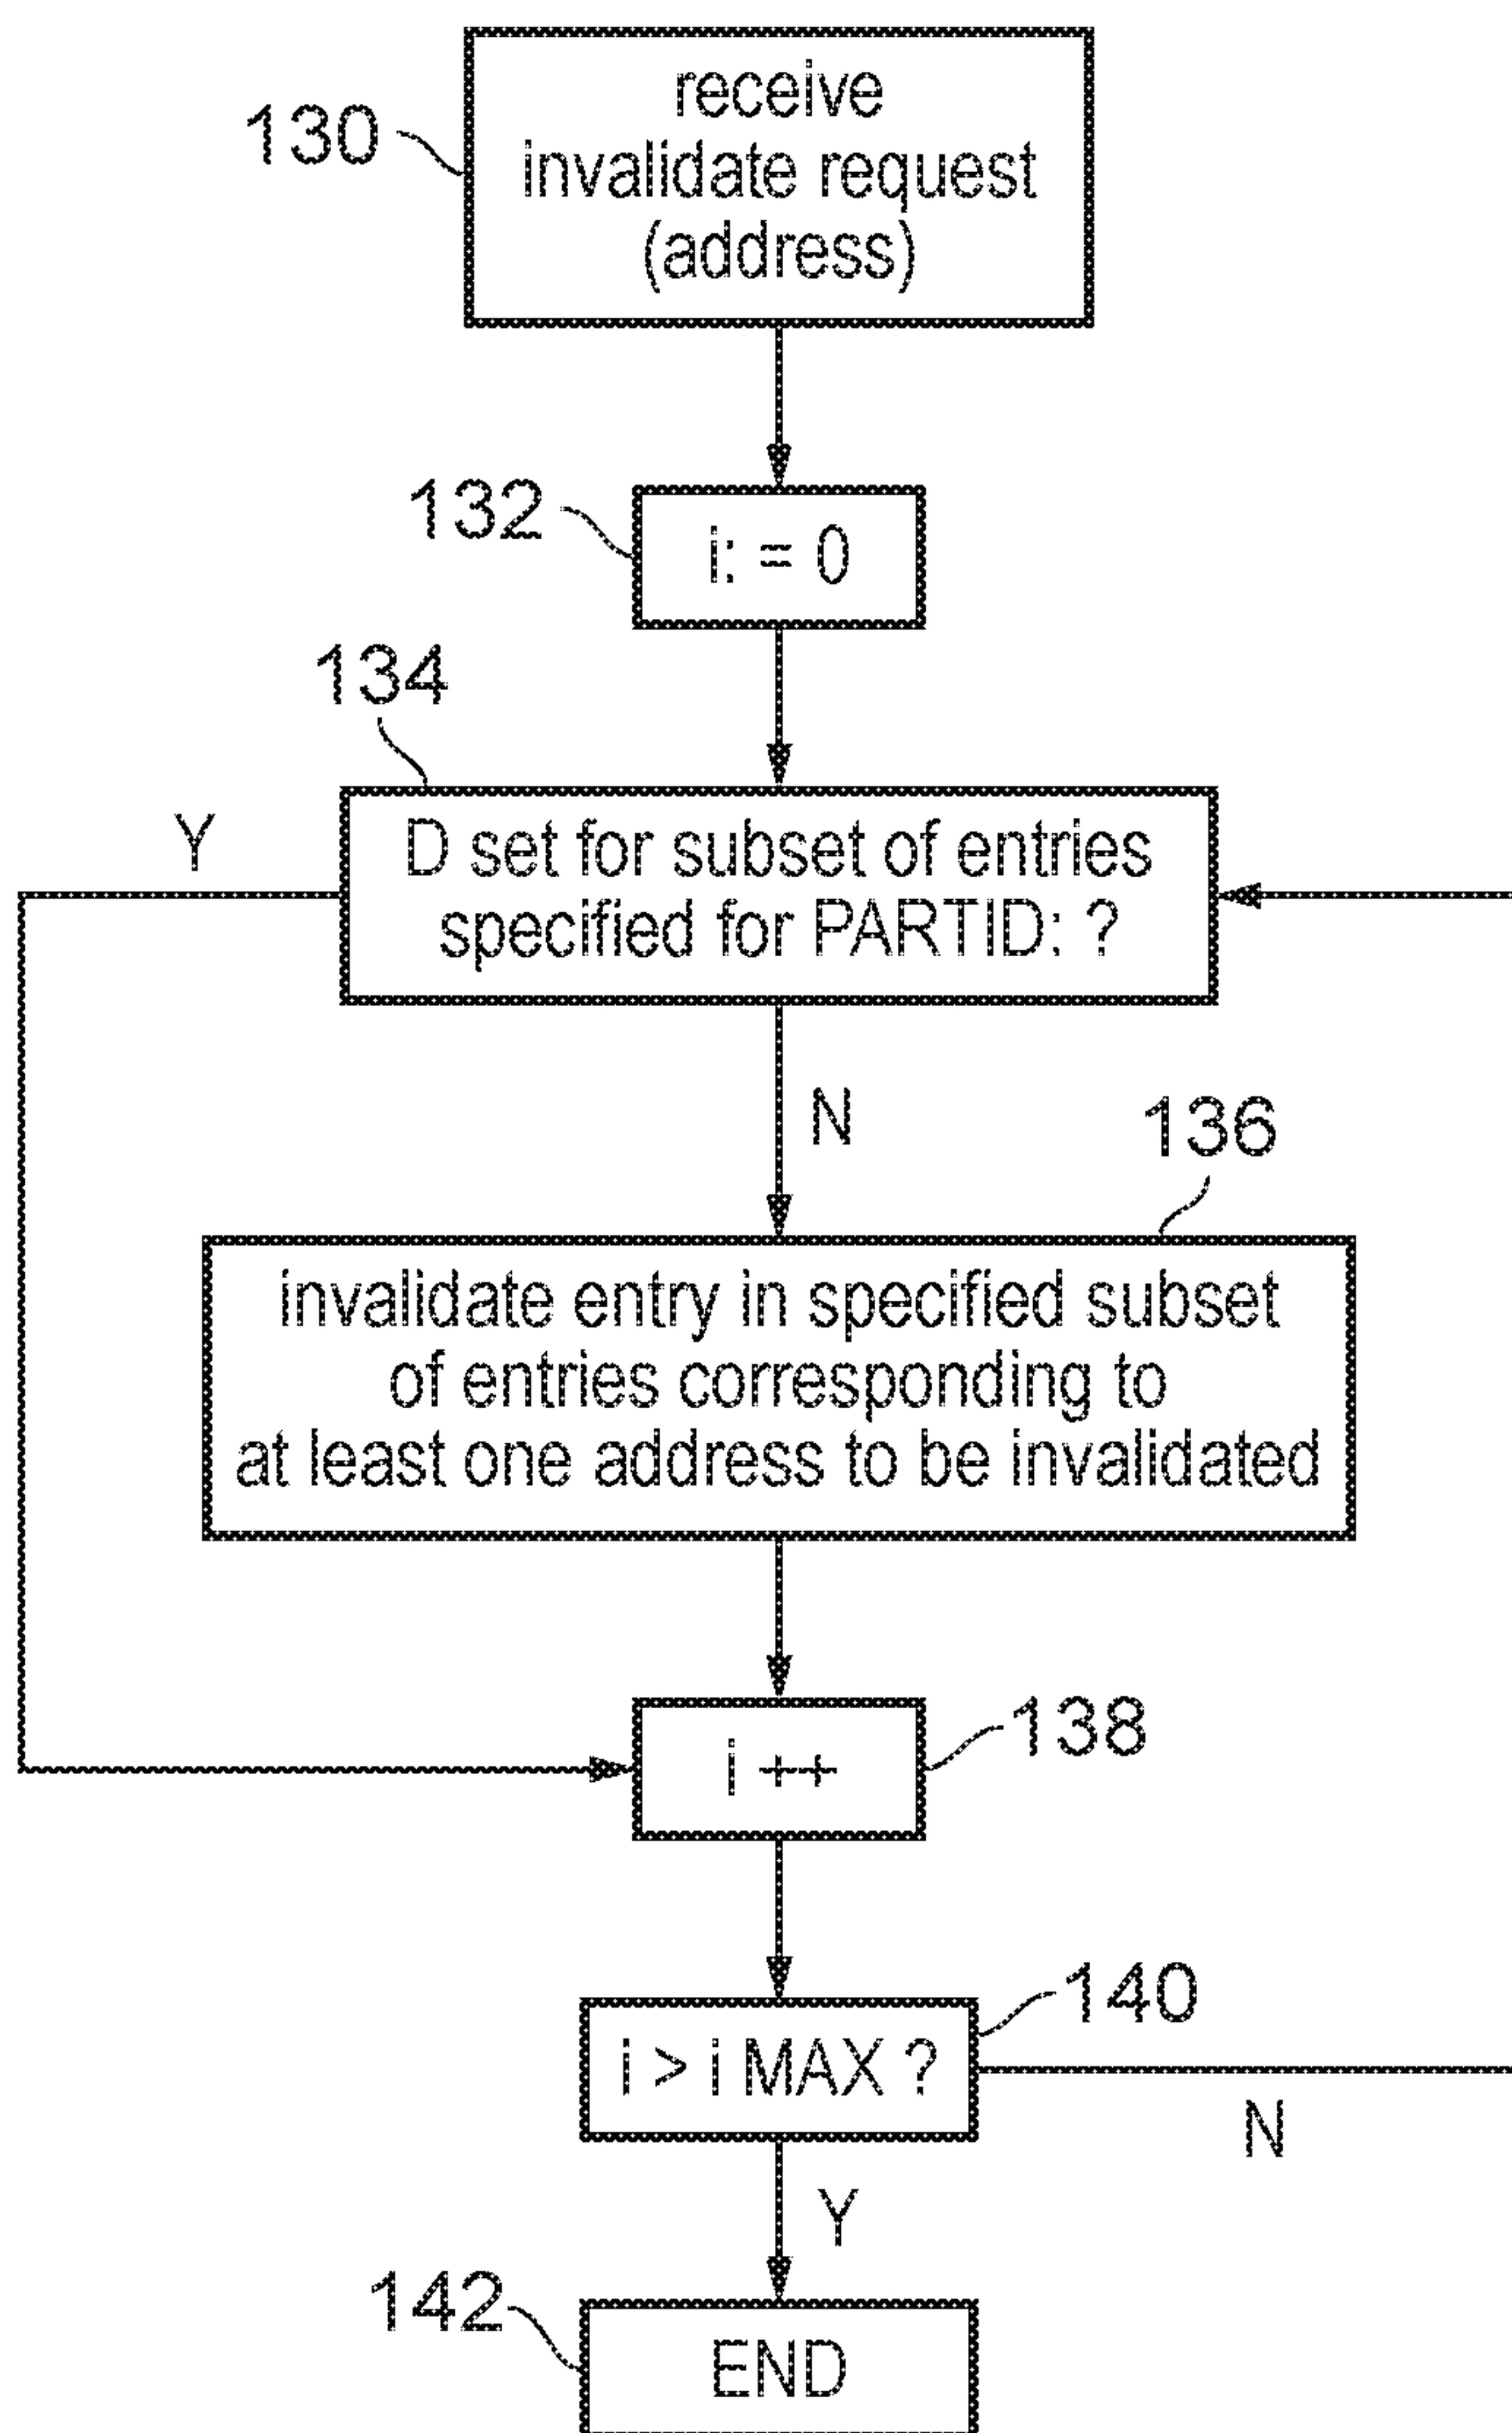 130
receive
invalidate request
(address)
132
i: = 0
134
Y
D set for subset of entries
specified for PARTID: ?
N
136
invalidate entry in specified subset
of entries corresponding to
at least one address to be invalidated
i ++
138
140
i > i MAX ?
N
Y
142
END